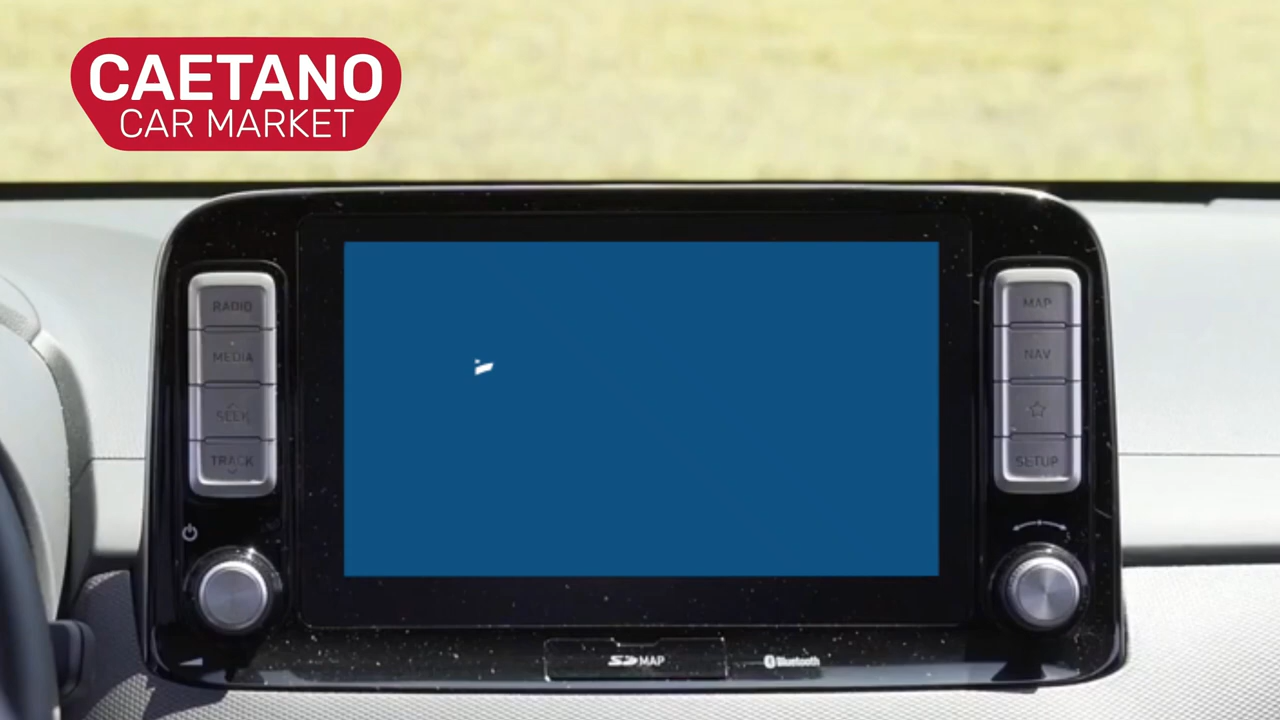 CAETANO
CAR MARKET
RADIO
MEDIA
SEEK
TRACK
MAP
NAV
SETUP
SD MAP
Bluetooth